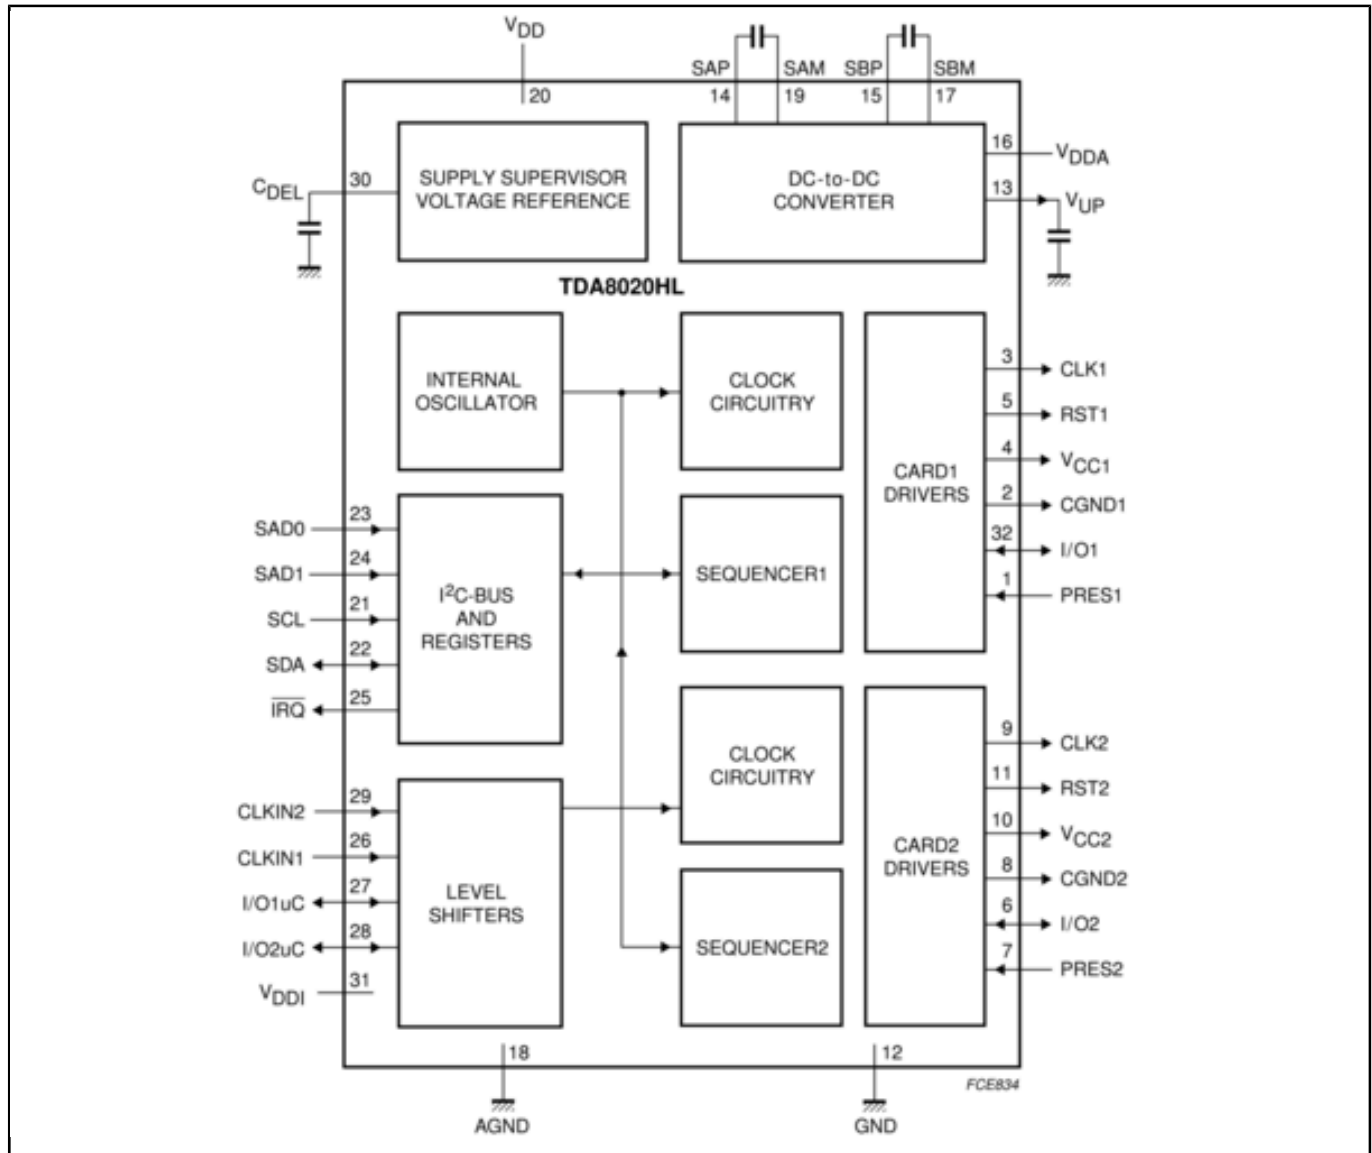 VDD
SAP SAM SBP SBM
20 14 19 15 17
16 VDDA
CDEL 30
SUPPLY SUPERVISOR
VOLTAGE REFERENCE
DC-to-DC
CONVERTER
13 VUP
TDA8020HL
INTERNAL
OSCILLATOR
CLOCK
CIRCUITRY
CARD1
DRIVERS
3 CLK1
5 RST1
4 VCC1
2 CGND1
32 I/O1
1 PRES1
SAD0 23
SAD1 24
SCL 21
SDA 22
IRQ 25
I2C-BUS
AND
REGISTERS
SEQUENCER1
CLOCK
CIRCUITRY
CARD2
DRIVERS
9 CLK2
11 RST2
10 VCC2
8 CGND2
6 I/O2
7 PRES2
CLKIN2 29
CLKIN1 26
I/O1uC 27
I/O2uC 28
VDDI 31
LEVEL
SHIFTERS
SEQUENCER2
18 12
FCE834
AGND GND